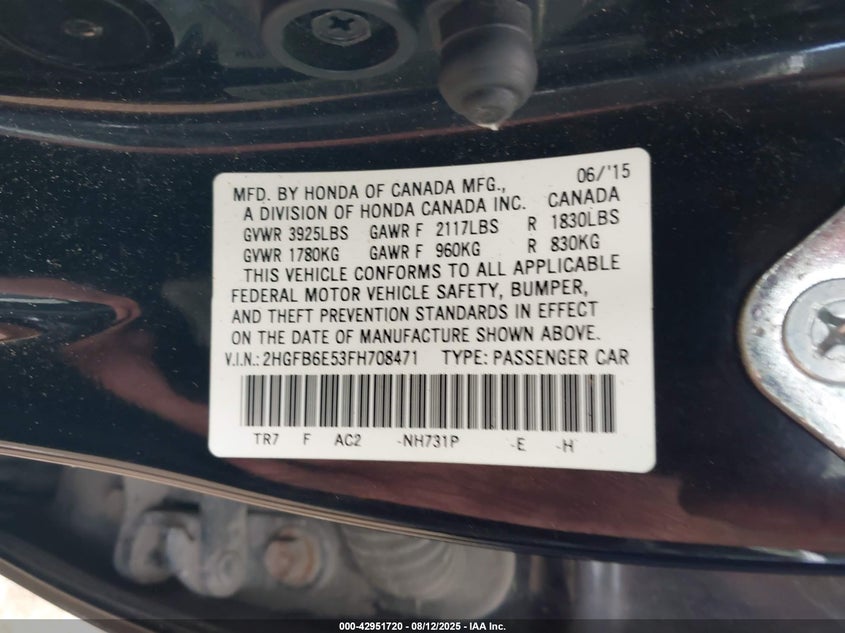 06/'15
MFD. BY HONDA OF CANADA MFG.,
A DIVISION OF HONDA CANADA INC. CANADA
GVWR 3925LBS GAWR F 2117LBS R 1830LBS
GVWR 1780KG GAWR F 960KG R 830KG
THIS VEHICLE CONFORMS TO ALL APPLICABLE
FEDERAL MOTOR VEHICLE SAFETY, BUMPER,
AND THEFT PREVENTION STANDARDS IN EFFECT
ON THE DATE OF MANUFACTURE SHOWN ABOVE.
V.I.N.: 2HGFB6E53FH708471 TYPE: PASSENGER CAR
TR7 F AC2 -NH731P -E -H
000-42951720 - 08/12/2025 - IAA Inc.